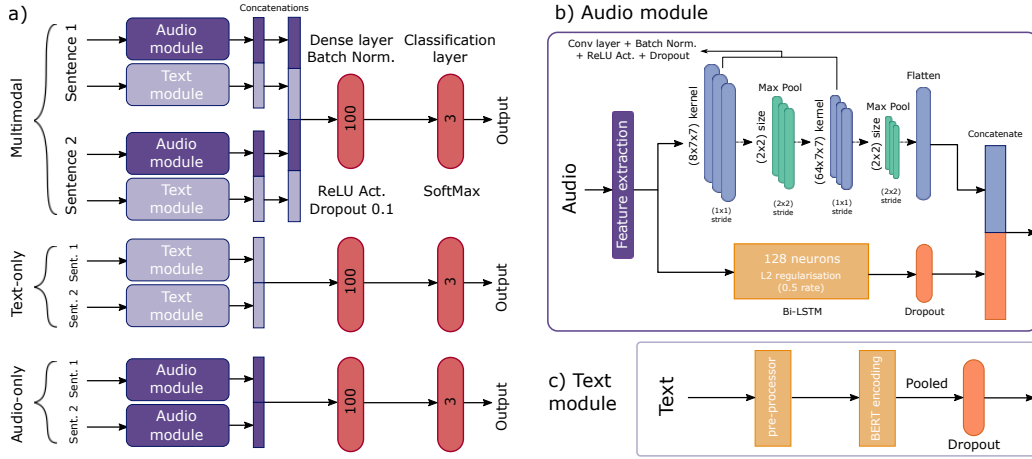 a)
Multimodal
Sentence 1
Audio
module
Text
module
Sentence 2
Audio
module
Text
module
Concatenations
Dense layer
Batch Norm.
100
ReLU Act.
Dropout 0.1
Classification
layer
3
SoftMax
Output
Text-only
Sent. 1
Sent. 2
Text
module
Text
module
100
3
Output
Audio-only
Sent. 1
Sent. 2
Audio
module
Audio
module
100
3
Output
b) Audio module
Audio
Feature extraction
Conv layer + Batch Norm.
+ ReLU Act. + Dropout
(8x7x7) kernel
(1x1)
stride
Max Pool
(2x2) size
(2x2)
stride
(64x7x7) kernel
(1x1)
stride
Max Pool
(2x2) size
(2x2)
stride
Flatten
Concatenate
128 neurons
L2 regularisation
(0.5 rate)
Bi-LSTM
Dropout
c) Text
module
Text
pre-processor
BERT encoding
Pooled
Dropout